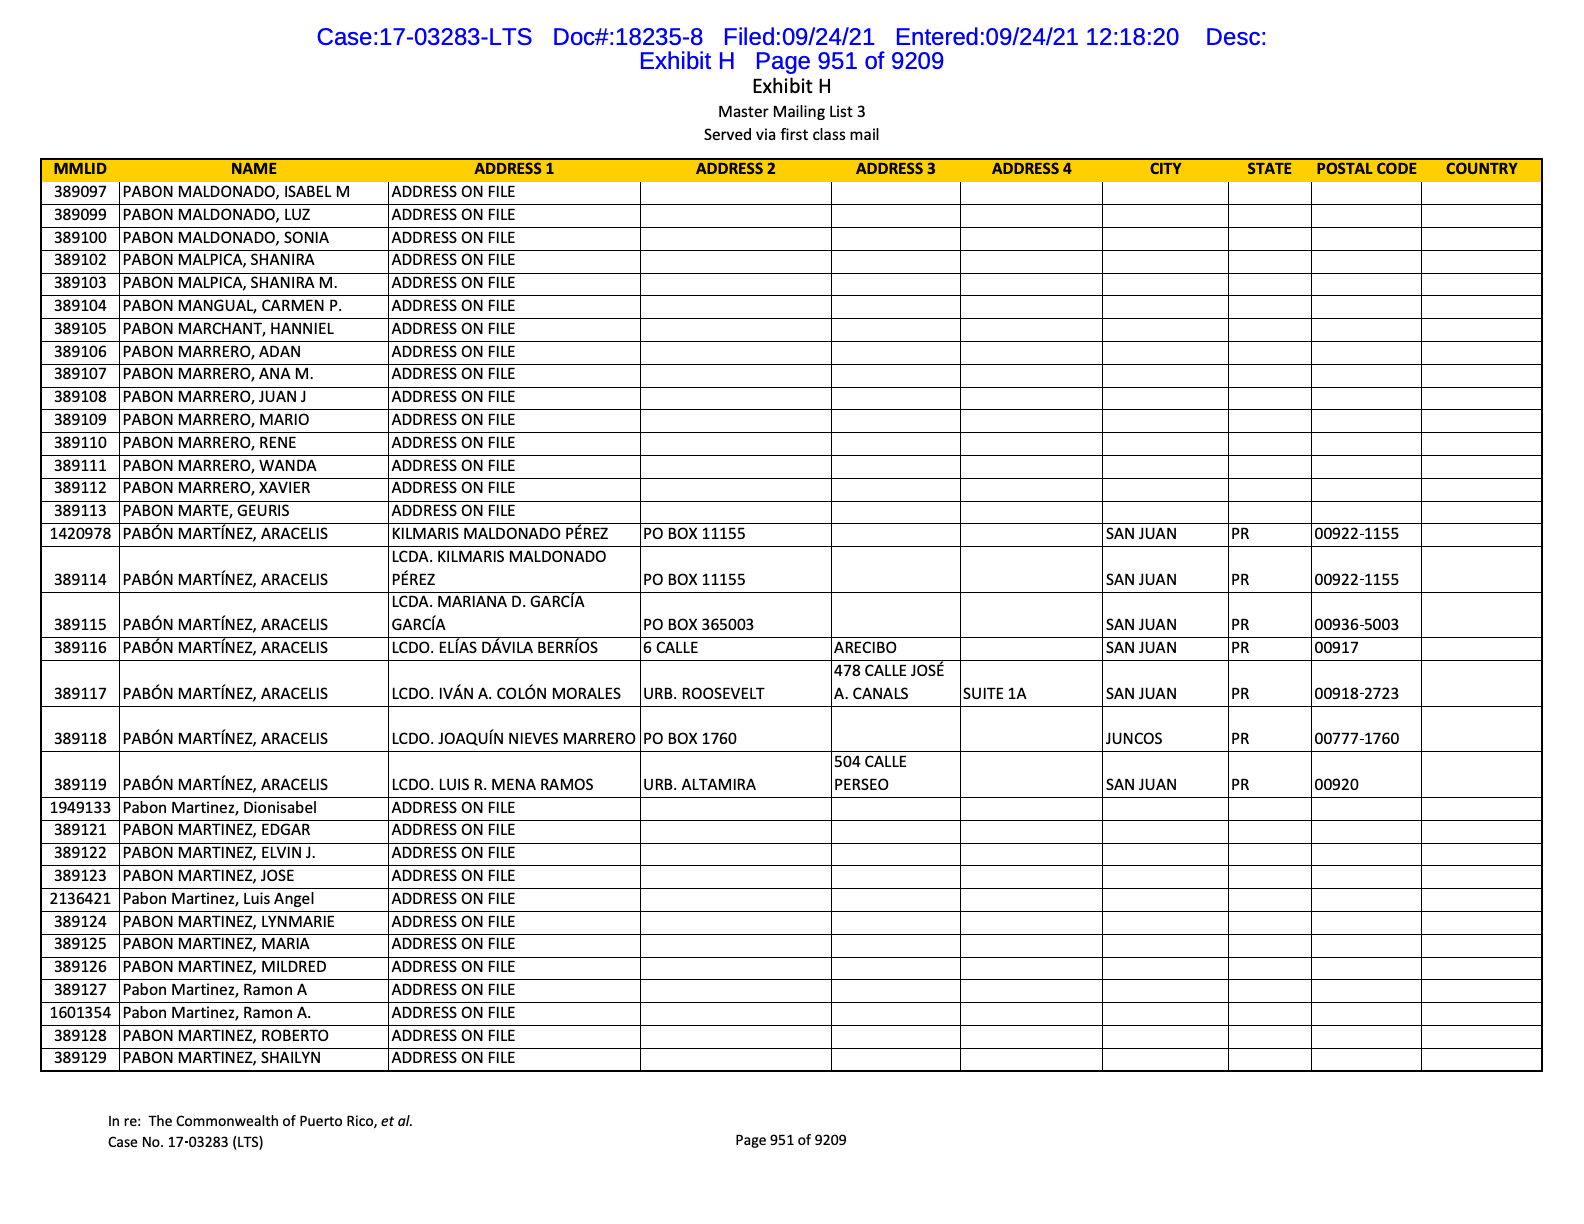 Case:17-03283-LTS Doc#:18235-8 Filed:09/24/21 Entered:09/24/21 12:18:20 Desc:
Exhibit H Page 951 of 9209
Exhibit H
Master Mailing List 3
Served via first class mail
MMLID NAME ADDRESS 1 ADDRESS 2 ADDRESS 3 ADDRESS 4 CITY STATE POSTAL CODE COUNTRY
389097 PABON MALDONADO, ISABEL M ADDRESS ON FILE
389099 PABON MALDONADO, LUZ ADDRESS ON FILE
389100 PABON MALDONADO, SONIA ADDRESS ON FILE
389102 PABON MALPICA, SHANIRA ADDRESS ON FILE
389103 PABON MALPICA, SHANIRA M. ADDRESS ON FILE
389104 PABON MANGUAL, CARMEN P. ADDRESS ON FILE
389105 PABON MARCHANT, HANNIEL ADDRESS ON FILE
389106 PABON MARRERO, ADAN ADDRESS ON FILE
389107 PABON MARRERO, ANA M. ADDRESS ON FILE
389108 PABON MARRERO, JUAN J ADDRESS ON FILE
389109 PABON MARRERO, MARIO ADDRESS ON FILE
389110 PABON MARRERO, RENE ADDRESS ON FILE
389111 PABON MARRERO, WANDA ADDRESS ON FILE
389112 PABON MARRERO, XAVIER ADDRESS ON FILE
389113 PABON MARTE, GEURIS ADDRESS ON FILE
1420978 PABÓN MARTÍNEZ, ARACELIS KILMARIS MALDONADO PÉREZ PO BOX 11155 SAN JUAN PR 00922-1155
LCDA. KILMARIS MALDONADO
389114 PABÓN MARTÍNEZ, ARACELIS PÉREZ PO BOX 11155 SAN JUAN PR 00922-1155
LCDA. MARIANA D. GARCÍA
389115 PABÓN MARTÍNEZ, ARACELIS GARCÍA PO BOX 365003 SAN JUAN PR 00936-5003
389116 PABÓN MARTÍNEZ, ARACELIS LCDO. ELÍAS DÁVILA BERRÍOS 6 CALLE ARECIBO SAN JUAN PR 00917
478 CALLE JOSÉ
389117 PABÓN MARTÍNEZ, ARACELIS LCDO. IVÁN A. COLÓN MORALES URB. ROOSEVELT A. CANALS SUITE 1A SAN JUAN PR 00918-2723
389118 PABÓN MARTÍNEZ, ARACELIS LCDO. JOAQUÍN NIEVES MARRERO PO BOX 1760 JUNCOS PR 00777-1760
504 CALLE
389119 PABÓN MARTÍNEZ, ARACELIS LCDO. LUIS R. MENA RAMOS URB. ALTAMIRA PERSEO SAN JUAN PR 00920
1949133 Pabon Martinez, Dionisabel ADDRESS ON FILE
389121 PABON MARTINEZ, EDGAR ADDRESS ON FILE
389122 PABON MARTINEZ, ELVIN J. ADDRESS ON FILE
389123 PABON MARTINEZ, JOSE ADDRESS ON FILE
2136421 Pabon Martinez, Luis Angel ADDRESS ON FILE
389124 PABON MARTINEZ, LYNMARIE ADDRESS ON FILE
389125 PABON MARTINEZ, MARIA ADDRESS ON FILE
389126 PABON MARTINEZ, MILDRED ADDRESS ON FILE
389127 Pabon Martinez, Ramon A ADDRESS ON FILE
1601354 Pabon Martinez, Ramon A. ADDRESS ON FILE
389128 PABON MARTINEZ, ROBERTO ADDRESS ON FILE
389129 PABON MARTINEZ, SHAILYN ADDRESS ON FILE
In re: The Commonwealth of Puerto Rico, et al.
Case No. 17-03283 (LTS)
Page 951 of 9209